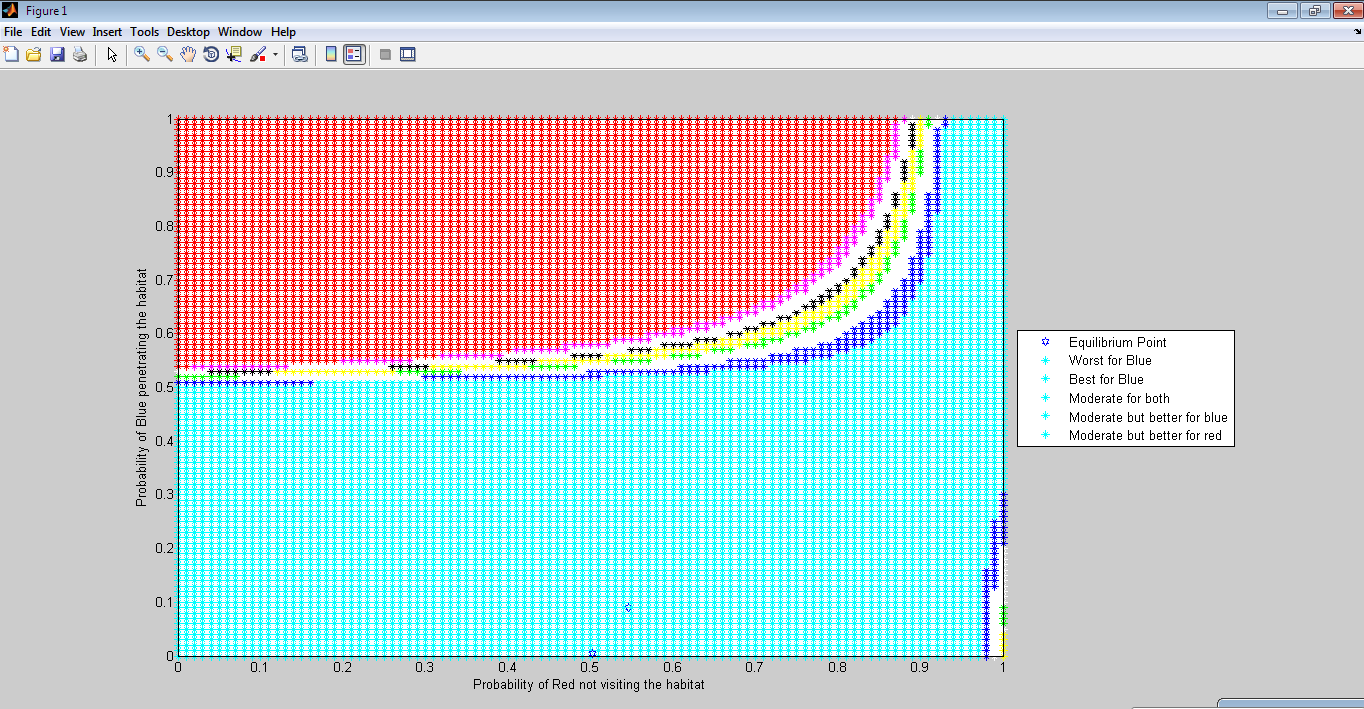 Figure 1
File Edit View Insert Tools Desktop Window Help
1
0.9
0.8
0.7
0.6
0.5
0.4
0.3
0.2
0.1
0
Probability of Blue penetrating the habitat
0 0.1 0.2 0.3 0.4 0.5 0.6 0.7 0.8 0.9 1
Probability of Red not visiting the habitat
Equilibrium Point
Worst for Blue
Best for Blue
Moderate for both
Moderate but better for blue
Moderate but better for red